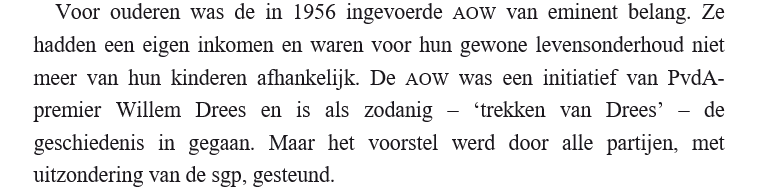 Voor ouderen was de in 1956 ingevoerde AOW van eminent belang. Ze
hadden een eigen inkomen en waren voor hun gewone levensonderhoud niet
meer van hun kinderen afhankelijk. De AOW was een initiatief van PvdA-
premier Willem Drees en is als zodanig – ‘trekken van Drees’ – de
geschiedenis in gegaan. Maar het voorstel werd door alle partijen, met
uitzondering van de sgp, gesteund.